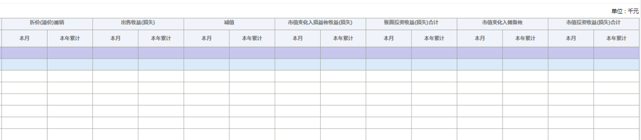 单位：千元
折价(溢价)摊销 出售收益(损失) 减值 市值变化入损益帐收益(损失) 账面投资收益(损失)合计 市值变化入储备帐 市值投资收益(损失)合计
本月 本年累计 本月 本年累计 本月 本年累计 本月 本年累计 本月 本年累计 本月 本年累计 本月 本年累计